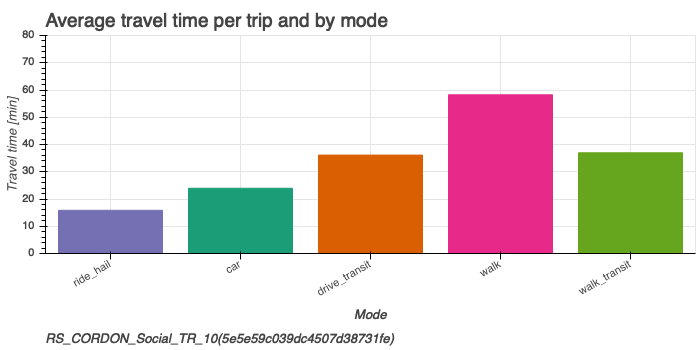 Average travel time per trip and by mode
80
70
60
50
40
30
20
10
0
Travel time [min]
ride_hail
car
drive_transit
walk
walk_transit
Mode
RS_CORDON_Social_TR_10(5e5e59c039dc4507d38731fe)